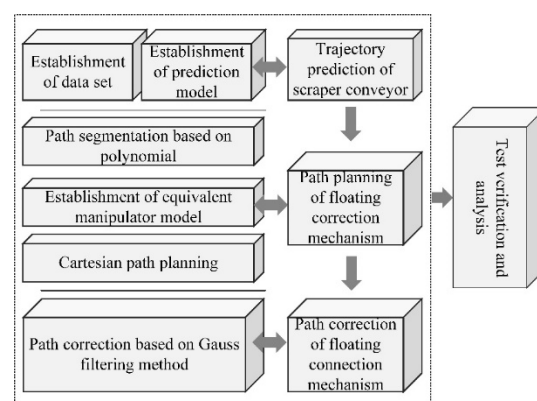 Establishment
of data set
Establishment
of prediction
model
Trajectory
prediction of
scraper conveyor
Path segmentation based on
polynomial
Establishment of equivalent
manipulator model
Cartesian path planning
Path planning
of floating
correction
mechanism
Path correction based on Gauss
filtering method
Path correction
of floating
connection
mechanism
Test verification and
analysis